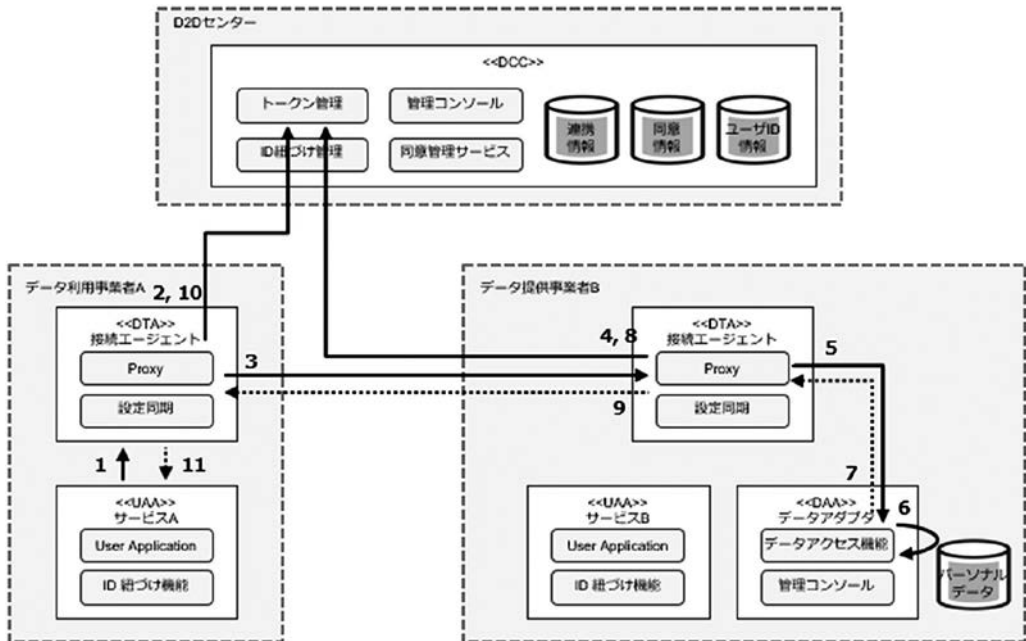 D2Dセンター
<<DCC>>
トークン管理
管理コンソール
ID紐づけ管理
同意管理サービス
連携
情報
同意
情報
ユーザID
情報
データ利用事業者A
2, 10
<<DTA>>
接続エージェント
Proxy
設定同期
1
11
<<UAA>>
サービスA
User Application
ID 紐づけ機能
3
9
データ提供事業者B
4, 8
<<DTA>>
接続エージェント
Proxy
設定同期
5
7
6
<<UAA>>
サービスB
User Application
ID 紐づけ機能
<<DAA>>
データアダプタ
データアクセス機能
管理コンソール
パーソナル
データ